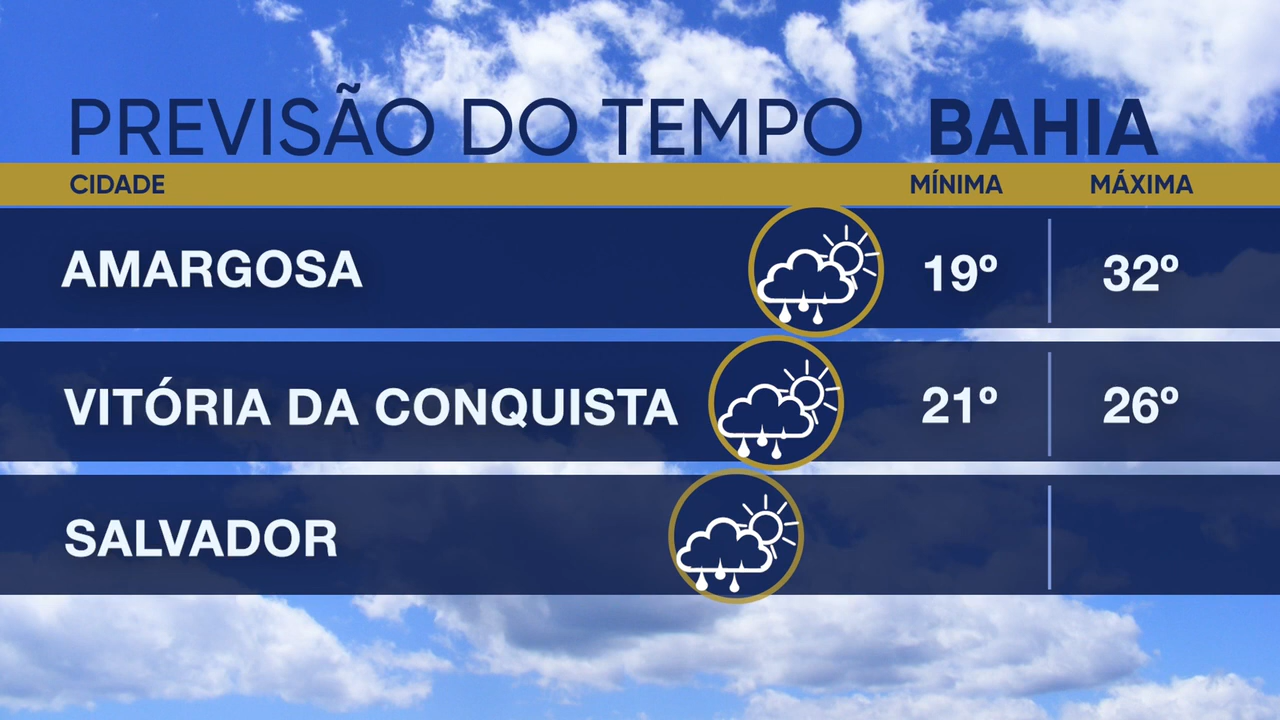 PREVISÃO DO TEMPO BAHIA
CIDADE MÍNIMA MÁXIMA
AMARGOSA 19º 32º
VITÓRIA DA CONQUISTA 21º 26º
SALVADOR